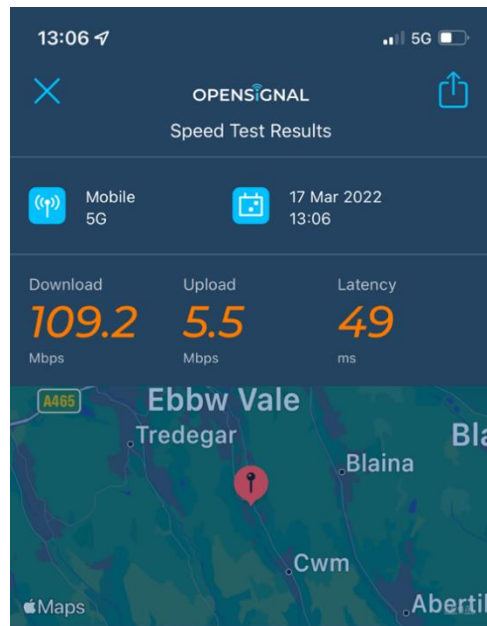 13:06
5G
OPENSIGNAL
Speed Test Results
Mobile
5G
17 Mar 2022
13:06
Download
109.2
Mbps
Upload
5.5
Mbps
Latency
49
ms
A465
Ebbw Vale
Tredegar
Bla
Blaina
Cwm
Abertil
Maps